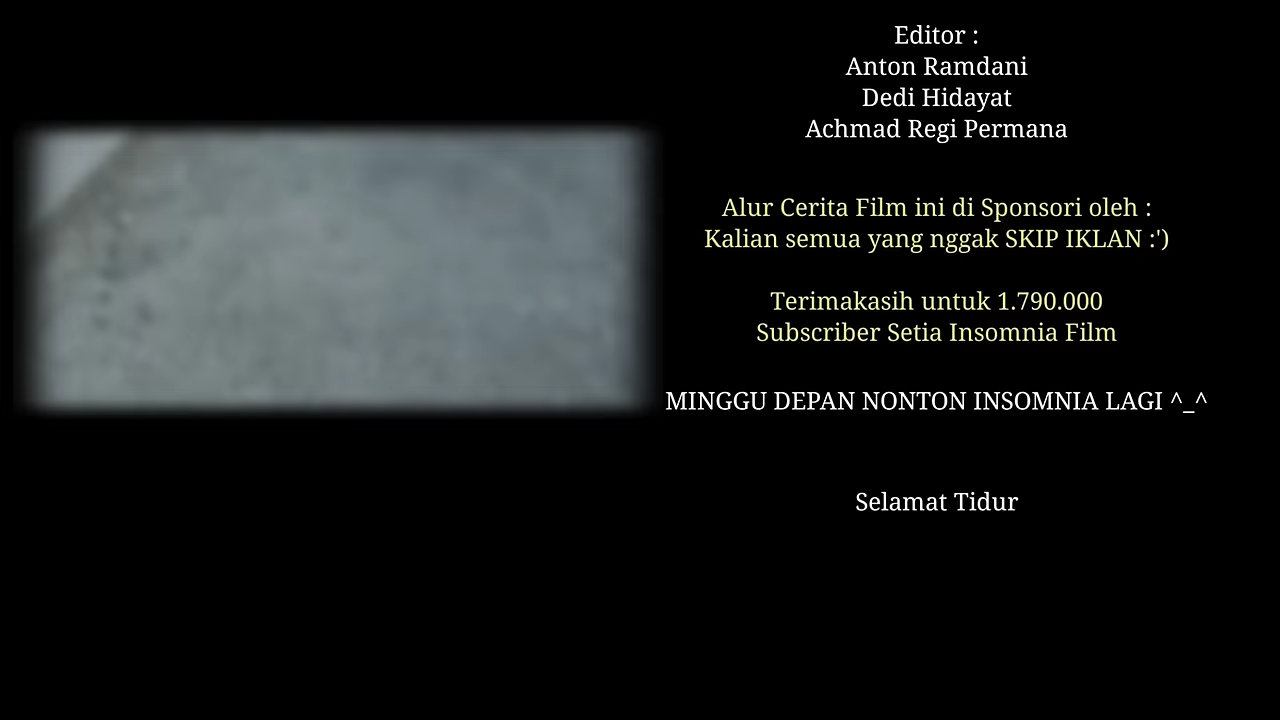 Editor :
Anton Ramdani
Dedi Hidayat
Achmad Regi Permana
Alur Cerita Film ini di Sponsori oleh :
Kalian semua yang nggak SKIP IKLAN :')
Terimakasih untuk 1.790.000
Subscriber Setia Insomnia Film
MINGGU DEPAN NONTON INSOMNIA LAGI ^_^
Selamat Tidur